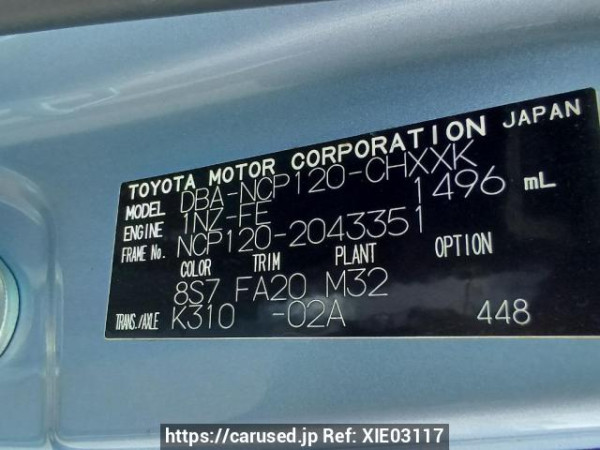 TOYOTA MOTOR CORPORATION JAPAN
MODEL DBA-NCP120-CHXXK
ENGINE 1NZ-FE 1496 mL
FRAME No. NCP120-2043351
COLOR TRIM PLANT OPTION
8S7 FA20 M32
TRANS./AXLE K310 -02A 448
https://carused.jp Ref: XIE03117